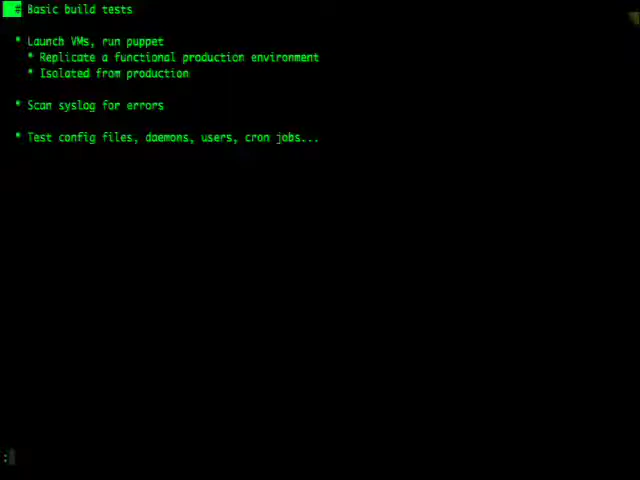 # Basic build tests
* Launch VMs, run puppet
* Replicate a functional production environment
* Isolated from production
* Scan syslog for errors
* Test config files, daemons, users, cron jobs...
: